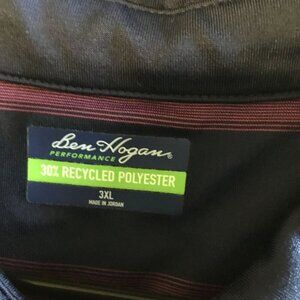 Ben Hogan®
PERFORMANCE
30% RECYCLED POLYESTER
3XL
MADE IN JORDAN